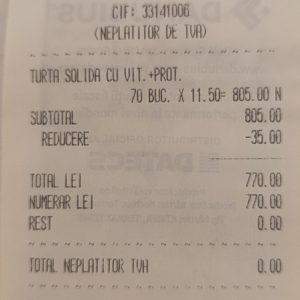 CIF: 33141006
(NEPLATITOR DE TVA)
TURTA SOLIDA CU VIT.+PROT.
70 BUC. X 11.50= 805.00 N
SUBTOTAL 805.00
REDUCERE -35.00
TOTAL LEI 770.00
NUMERAR LEI 770.00
REST 0.00
TOTAL NEPLATITOR TVA 0.00
DATECS